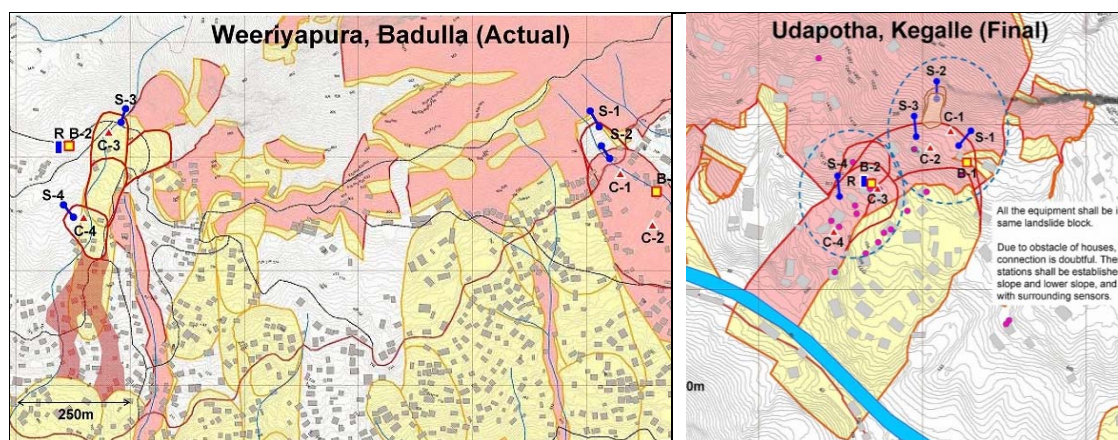 Weeriyapura, Badulla (Actual)
S-3
R B-2
C-3
S-4
C-4
S-1
S-2
C-1
B-
C-2
250m
Udapotha, Kegalle (Final)
S-2
S-3
C-1
S-1
C-2
B-1
S-4
B-2
R
C-3
C-4
All the equipment shall be i
same landslide block.
Due to obstacle of houses,
connection is doubtful. The
stations shall be establishe
slope and lower slope, and
with surrounding sensors.
0m